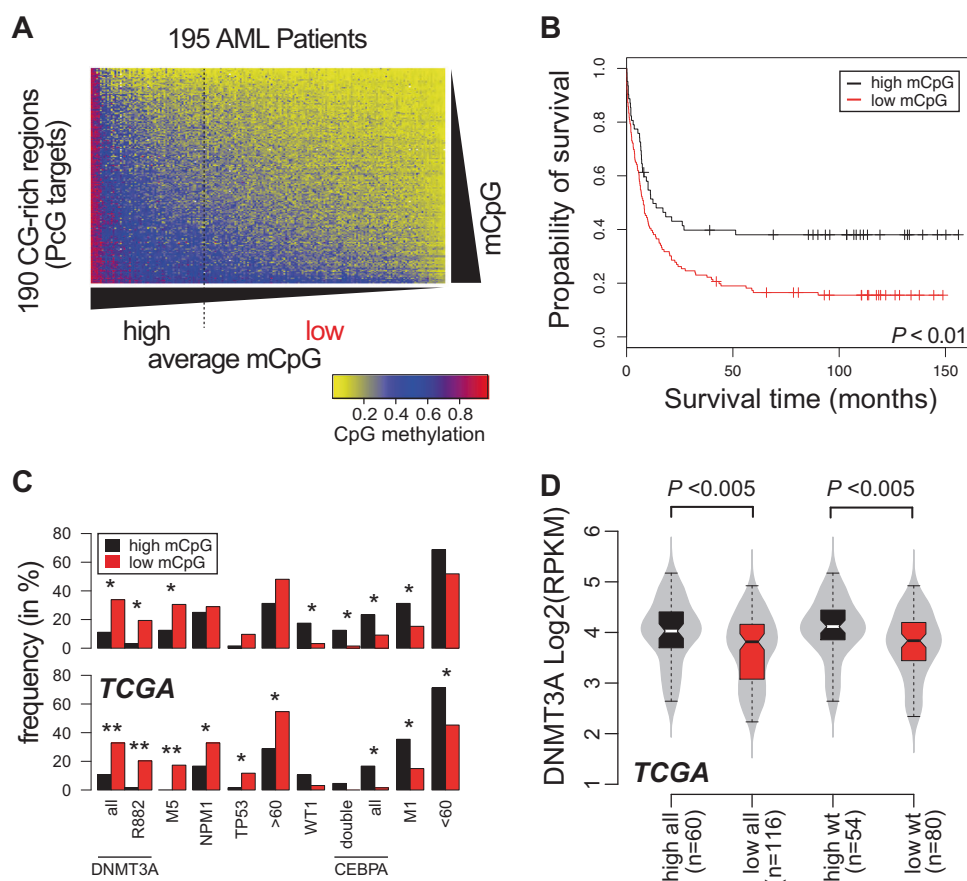 A
195 AML Patients
190 CG-rich regions
(PcG targets)
mCpG
high
low
average mCpG
0.2 0.4 0.6 0.8
CpG methylation
B
Propability of survival
1.0
0.8
0.6
0.4
0.2
0.0
high mCpG
low mCpG
P < 0.01
0 50 100 150
Survival time (months)
C
frequency (in %)
80
60
40
20
0
high mCpG
low mCpG
* * * * * * *
80
60
40
20
0
TCGA
** ** ** * * * * * *
all
R882
M5
NPM1
TP53
>60
WT1
double
all
M1
<60
DNMT3A
CEBPA
D
P <0.005
P <0.005
DNMT3A Log2(RPKM)
6
5
4
3
2
1
TCGA
high all
(n=60)
low all
(n=116)
high wt
(n=54)
low wt
(n=80)